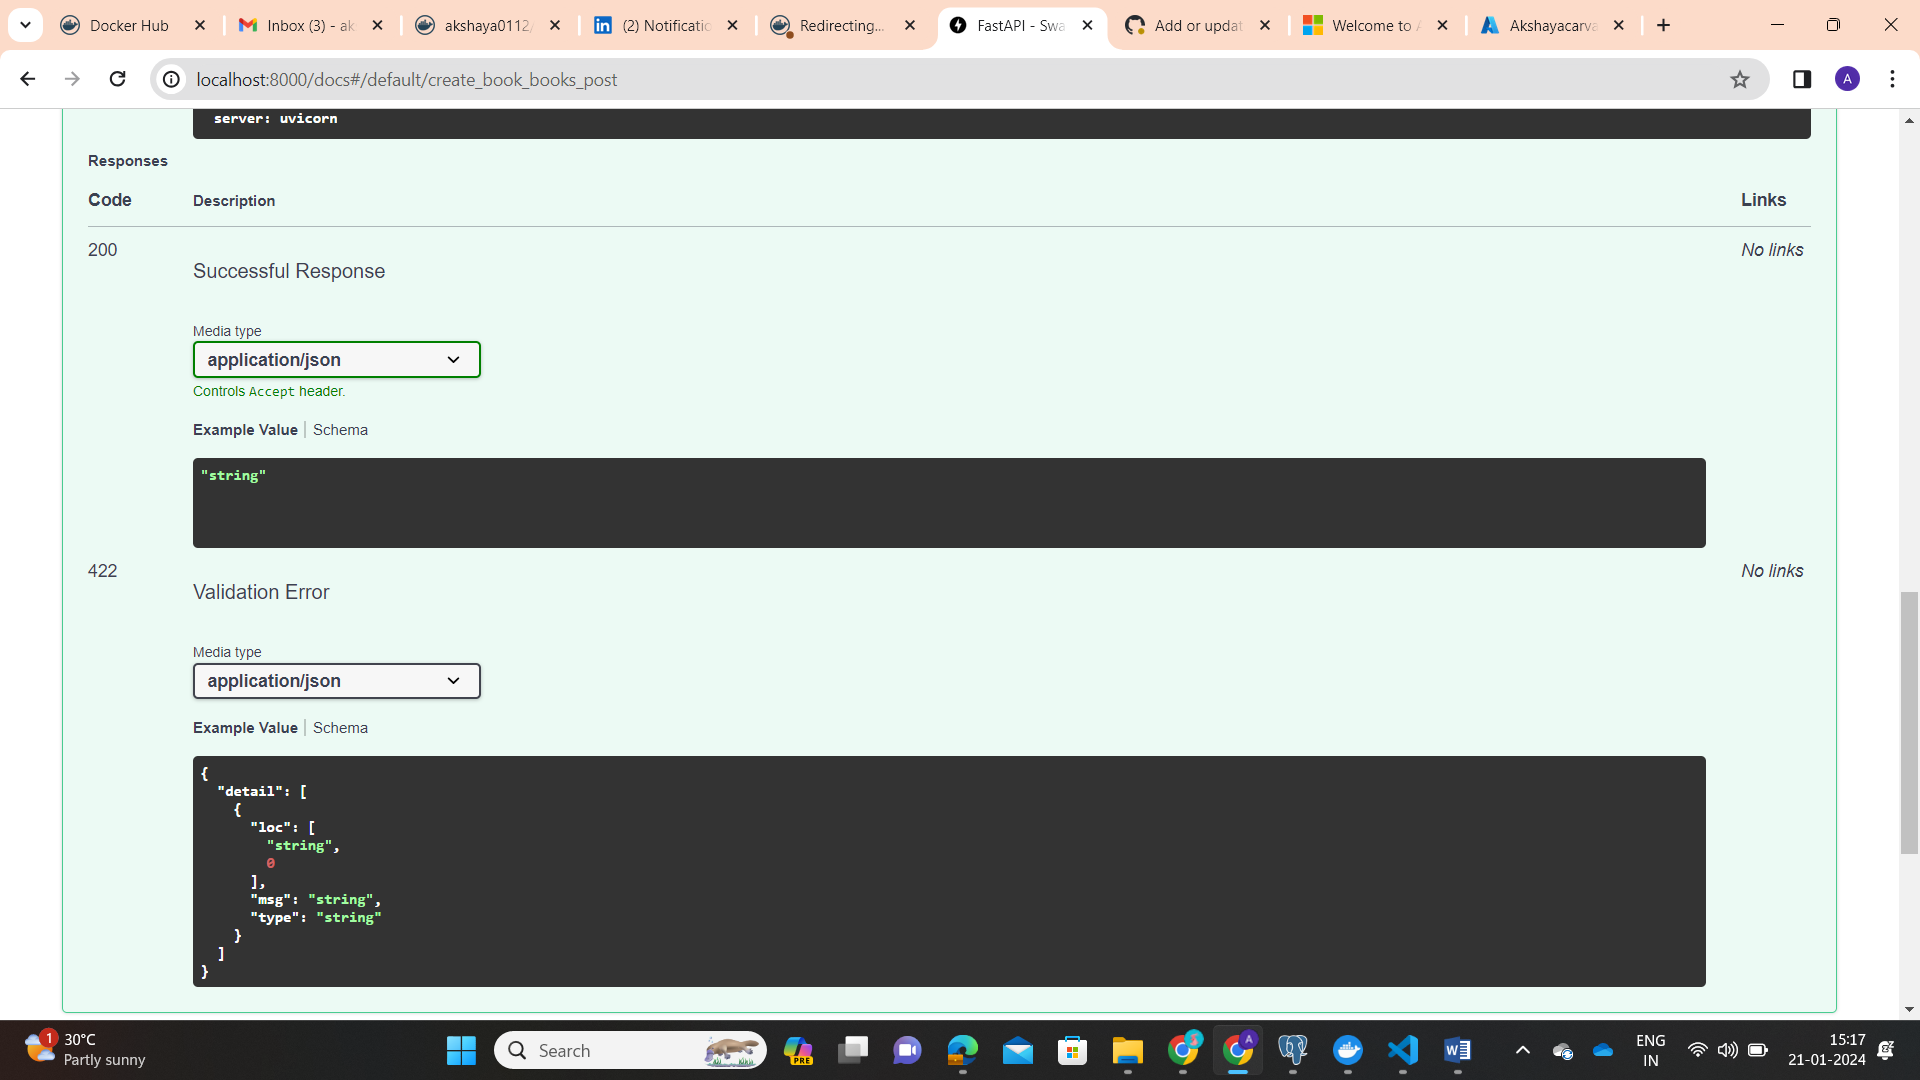 Docker Hub
Inbox (3) - ak
akshaya0112/
(2) Notificatio
Redirecting...
FastAPI - Swa
Add or updat
Welcome to A
Akshayacarva
localhost:8000/docs#/default/create_book_books_post
A
server: uvicorn
Responses
Code Description Links
200 No links
Successful Response
Media type
application/json
Controls Accept header.
Example Value | Schema
"string"
422 No links
Validation Error
Media type
application/json
Example Value | Schema
{
"detail": [
{
"loc": [
"string",
0
],
"msg": "string",
"type": "string"
}
]
}
1
30°C
Partly sunny
Search
PRE
S
A
ENG
IN
15:17
21-01-2024